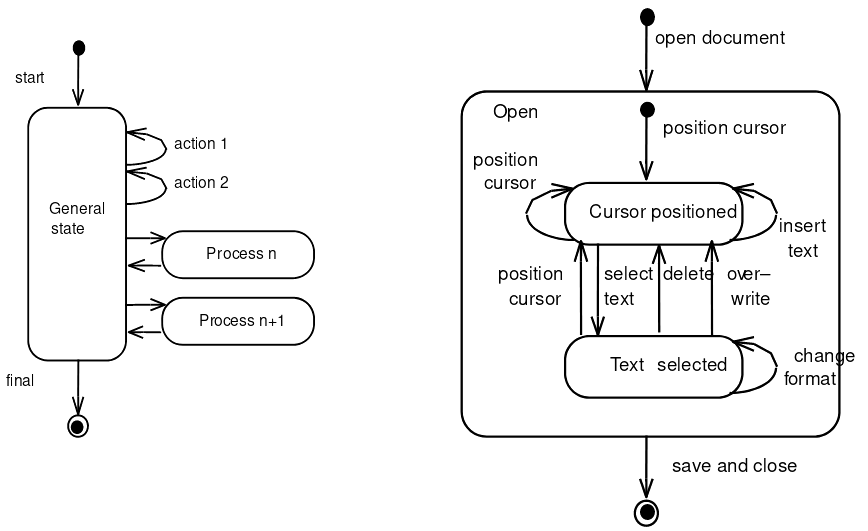 start
action 1
action 2
General
state
Process n
Process n+1
final
open document
Open
position cursor
position
cursor
Cursor positioned
insert
text
position
cursor
select
text
delete
over–
write
Text selected
change
format
save and close